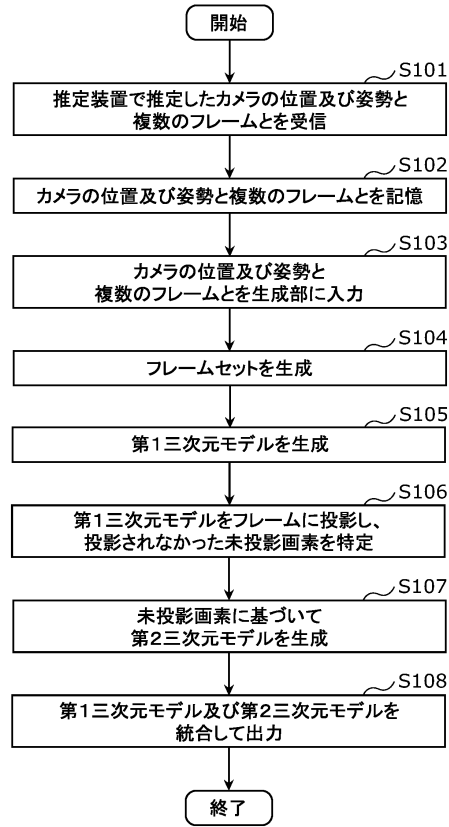 開始
S101
推定装置で推定したカメラの位置及び姿勢と
複数のフレームとを受信
S102
カメラの位置及び姿勢と複数のフレームとを記憶
S103
カメラの位置及び姿勢と
複数のフレームとを生成部に入力
S104
フレームセットを生成
S105
第１三次元モデルを生成
S106
第１三次元モデルをフレームに投影し、
投影されなかった未投影画素を特定
S107
未投影画素に基づいて
第２三次元モデルを生成
S108
第１三次元モデル及び第２三次元モデルを
統合して出力
終了